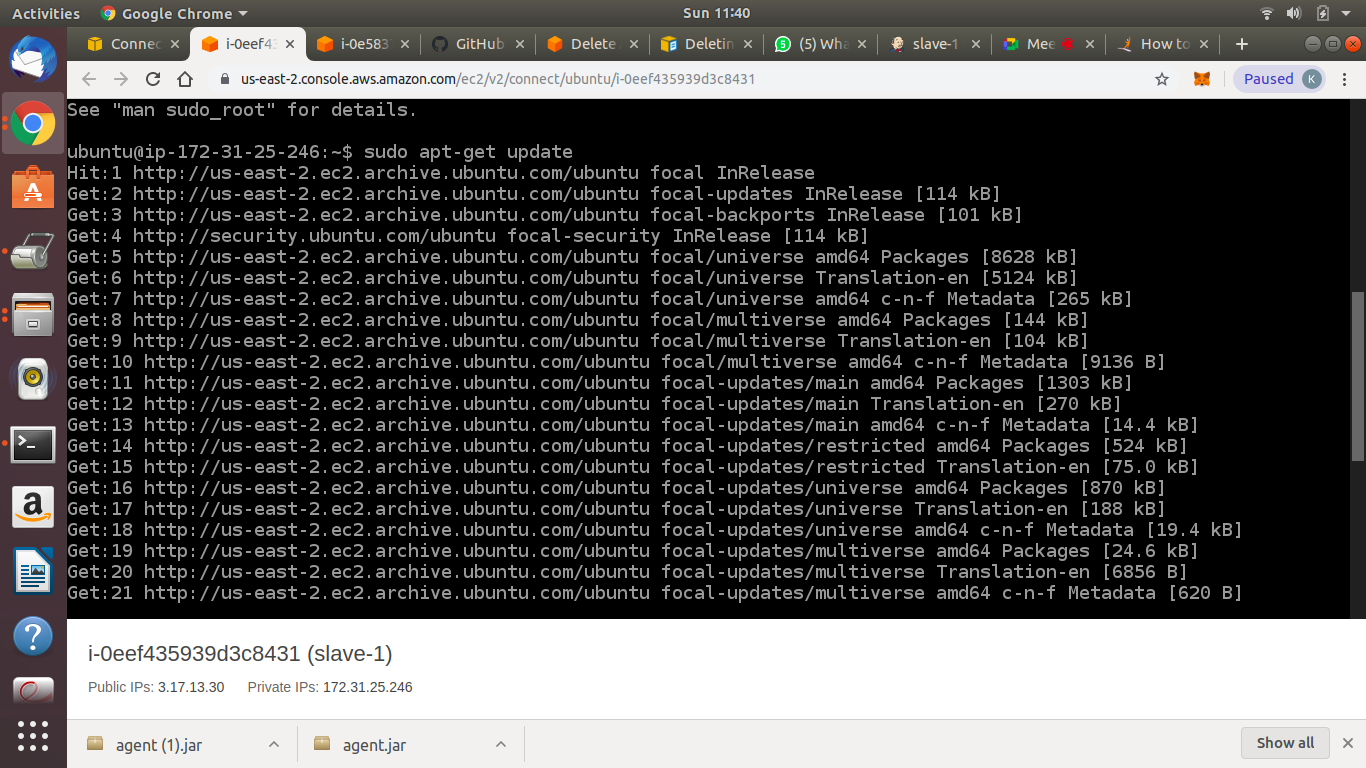 Activities Google Chrome Sun 11:40
Connec i-0eef43 i-0e583 GitHub Delete Deletin (5) Wha slave-1 Mee How to
us-east-2.console.aws.amazon.com/ec2/v2/connect/ubuntu/i-0eef435939d3c8431 Paused K
See "man sudo_root" for details.
ubuntu@ip-172-31-25-246:~$ sudo apt-get update
Hit:1 http://us-east-2.ec2.archive.ubuntu.com/ubuntu focal InRelease
Get:2 http://us-east-2.ec2.archive.ubuntu.com/ubuntu focal-updates InRelease [114 kB]
Get:3 http://us-east-2.ec2.archive.ubuntu.com/ubuntu focal-backports InRelease [101 kB]
Get:4 http://security.ubuntu.com/ubuntu focal-security InRelease [114 kB]
Get:5 http://us-east-2.ec2.archive.ubuntu.com/ubuntu focal/universe amd64 Packages [8628 kB]
Get:6 http://us-east-2.ec2.archive.ubuntu.com/ubuntu focal/universe Translation-en [5124 kB]
Get:7 http://us-east-2.ec2.archive.ubuntu.com/ubuntu focal/universe amd64 c-n-f Metadata [265 kB]
Get:8 http://us-east-2.ec2.archive.ubuntu.com/ubuntu focal/multiverse amd64 Packages [144 kB]
Get:9 http://us-east-2.ec2.archive.ubuntu.com/ubuntu focal/multiverse Translation-en [104 kB]
Get:10 http://us-east-2.ec2.archive.ubuntu.com/ubuntu focal/multiverse amd64 c-n-f Metadata [9136 B]
Get:11 http://us-east-2.ec2.archive.ubuntu.com/ubuntu focal-updates/main amd64 Packages [1303 kB]
Get:12 http://us-east-2.ec2.archive.ubuntu.com/ubuntu focal-updates/main Translation-en [270 kB]
Get:13 http://us-east-2.ec2.archive.ubuntu.com/ubuntu focal-updates/main amd64 c-n-f Metadata [14.4 kB]
Get:14 http://us-east-2.ec2.archive.ubuntu.com/ubuntu focal-updates/restricted amd64 Packages [524 kB]
Get:15 http://us-east-2.ec2.archive.ubuntu.com/ubuntu focal-updates/restricted Translation-en [75.0 kB]
Get:16 http://us-east-2.ec2.archive.ubuntu.com/ubuntu focal-updates/universe amd64 Packages [870 kB]
Get:17 http://us-east-2.ec2.archive.ubuntu.com/ubuntu focal-updates/universe Translation-en [188 kB]
Get:18 http://us-east-2.ec2.archive.ubuntu.com/ubuntu focal-updates/universe amd64 c-n-f Metadata [19.4 kB]
Get:19 http://us-east-2.ec2.archive.ubuntu.com/ubuntu focal-updates/multiverse amd64 Packages [24.6 kB]
Get:20 http://us-east-2.ec2.archive.ubuntu.com/ubuntu focal-updates/multiverse Translation-en [6856 B]
Get:21 http://us-east-2.ec2.archive.ubuntu.com/ubuntu focal-updates/multiverse amd64 c-n-f Metadata [620 B]
i-0eef435939d3c8431 (slave-1)
Public IPs: 3.17.13.30 Private IPs: 172.31.25.246
agent (1).jar agent.jar Show all